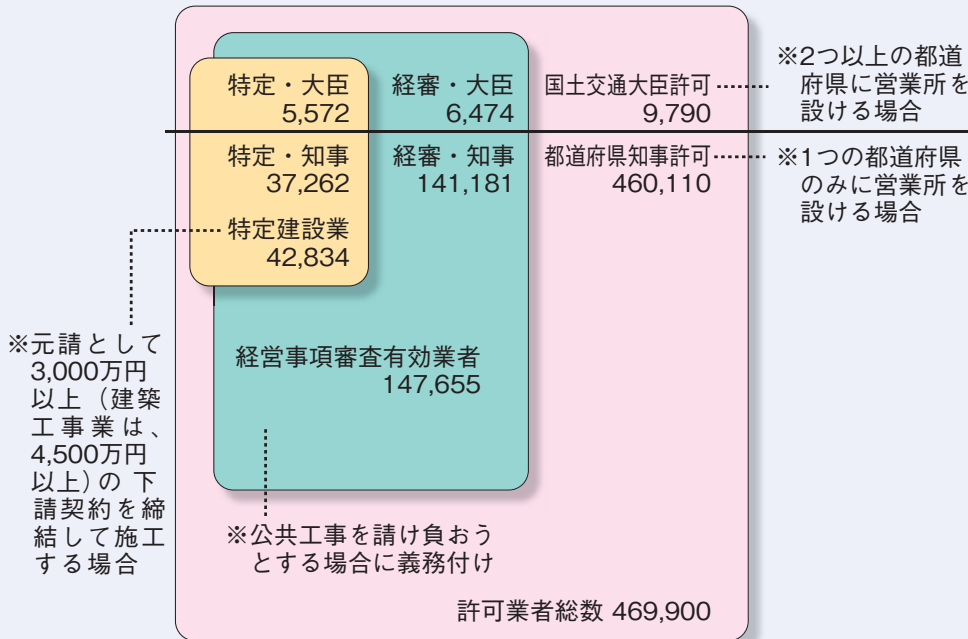 特定・大臣
5,572
経審・大臣
6,474
国土交通大臣許可
9,790
※2つ以上の都道
府県に営業所を
設ける場合
特定・知事
37,262
経審・知事
141,181
都道府県知事許可
460,110
※1つの都道府県
のみに営業所を
設ける場合
特定建設業
42,834
※元請として
3,000万円
以上（建築
工事業は、
4,500万円
以上）の 下
請契約を締
結して施工
する場合
経営事項審査有効業者
147,655
※公共工事を請け負おう
とする場合に義務付け
許可業者総数 469,900